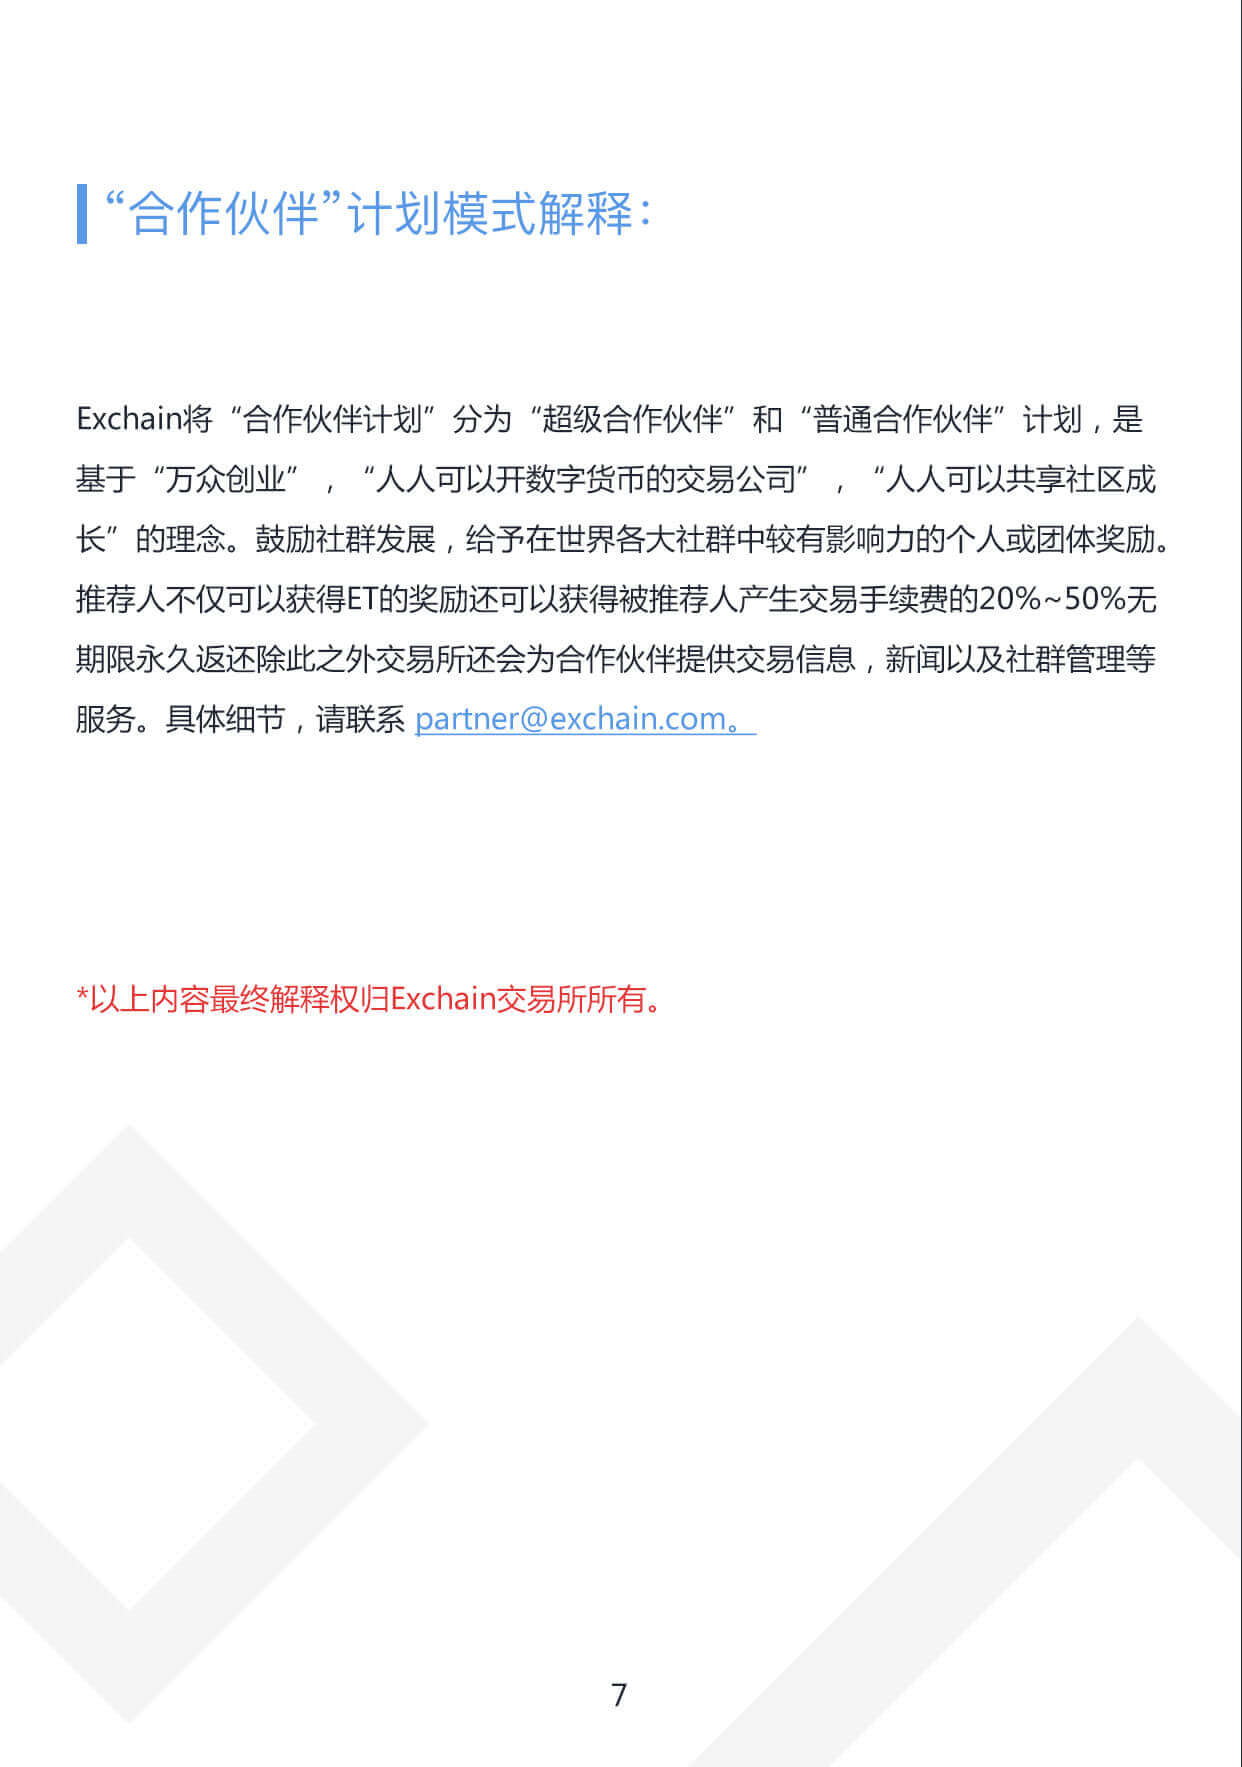 “合作伙伴”计划模式解释：
Exchain将“合作伙伴计划”分为“超级合作伙伴”和“普通合作伙伴”计划，是
基于“万众创业”，“人人可以开数字货币的交易公司”，“人人可以共享社区成
长”的理念。鼓励社群发展，给予在世界各大社群中较有影响力的个人或团体奖励。
推荐人不仅可以获得ET的奖励还可以获得被推荐人产生交易手续费的20%~50%无
期限永久返还除此之外交易所还会为合作伙伴提供交易信息，新闻以及社群管理等
服务。具体细节，请联系 partner@exchain.com。
*以上内容最终解释权归Exchain交易所所有。
7